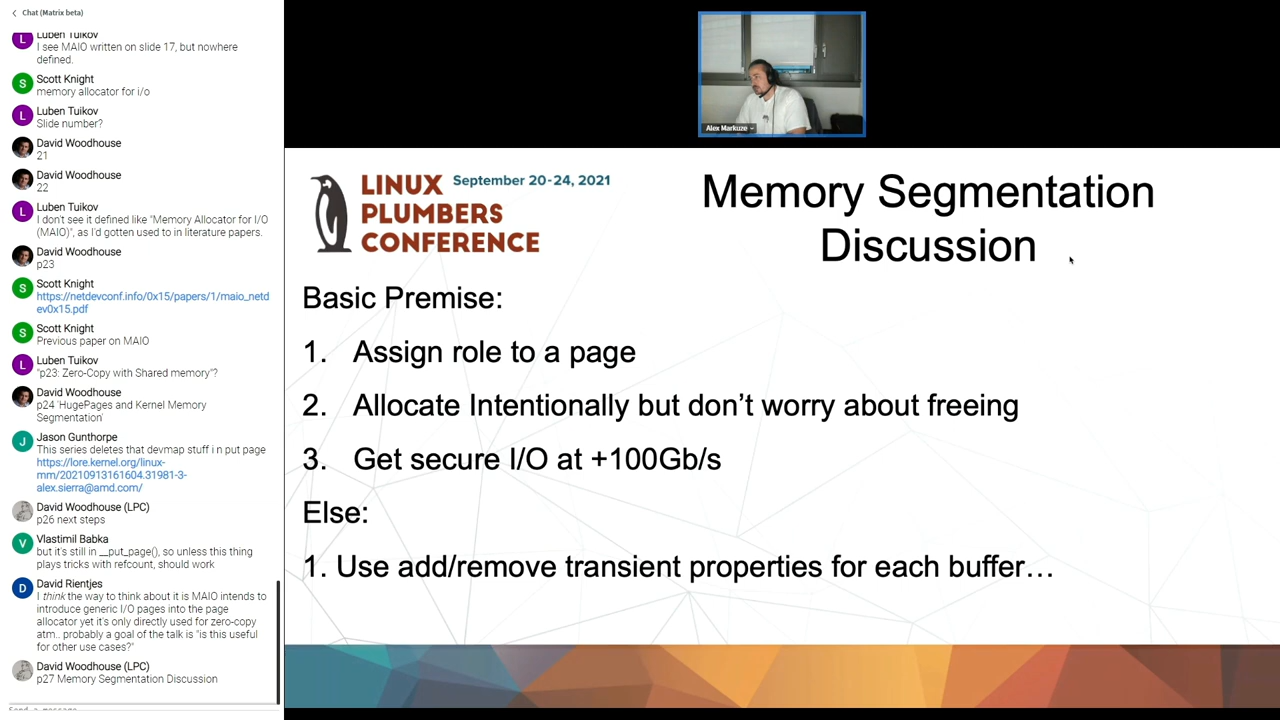 Chat (Matrix beta)
Luben Tuikov
I see MAIO written on slide 17, but nowhere
defined.
S
Scott Knight
memory allocator for i/o
L
Luben Tuikov
Slide number?
David Woodhouse
21
David Woodhouse
22
L
Luben Tuikov
I don't see it defined like "Memory Allocator for I/O
(MAIO)", as I'd gotten used to in literature papers.
David Woodhouse
p23
S
Scott Knight
https://netdevconf.info/0x15/papers/1/maio_netd
ev0x15.pdf
S
Scott Knight
Previous paper on MAIO
L
Luben Tuikov
"p23: Zero-Copy with Shared memory"?
David Woodhouse
p24 'HugePages and Kernel Memory
Segmentation'
J
Jason Gunthorpe
This series deletes that devmap stuff i n put page
https://lore.kernel.org/linux-
mm/20210913161604.31981-3-
alex.sierra@amd.com/
David Woodhouse (LPC)
p26 next steps
V
Vlastimil Babka
but it's still in __put_page(), so unless this thing
plays tricks with refcount, should work
D
David Rientjes
I think the way to think about it is MAIO intends to
introduce generic I/O pages into the page
allocator yet it's only directly used for zero-copy
atm.. probably a goal of the talk is "is this useful
for other use cases?"
David Woodhouse (LPC)
p27 Memory Segmentation Discussion
Send a message
Alex Markuze
LINUX
PLUMBERS
CONFERENCE
September 20-24, 2021
Memory Segmentation
Discussion
Basic Premise:
1. Assign role to a page
2. Allocate Intentionally but don’t worry about freeing
3. Get secure I/O at +100Gb/s
Else:
1. Use add/remove transient properties for each buffer…